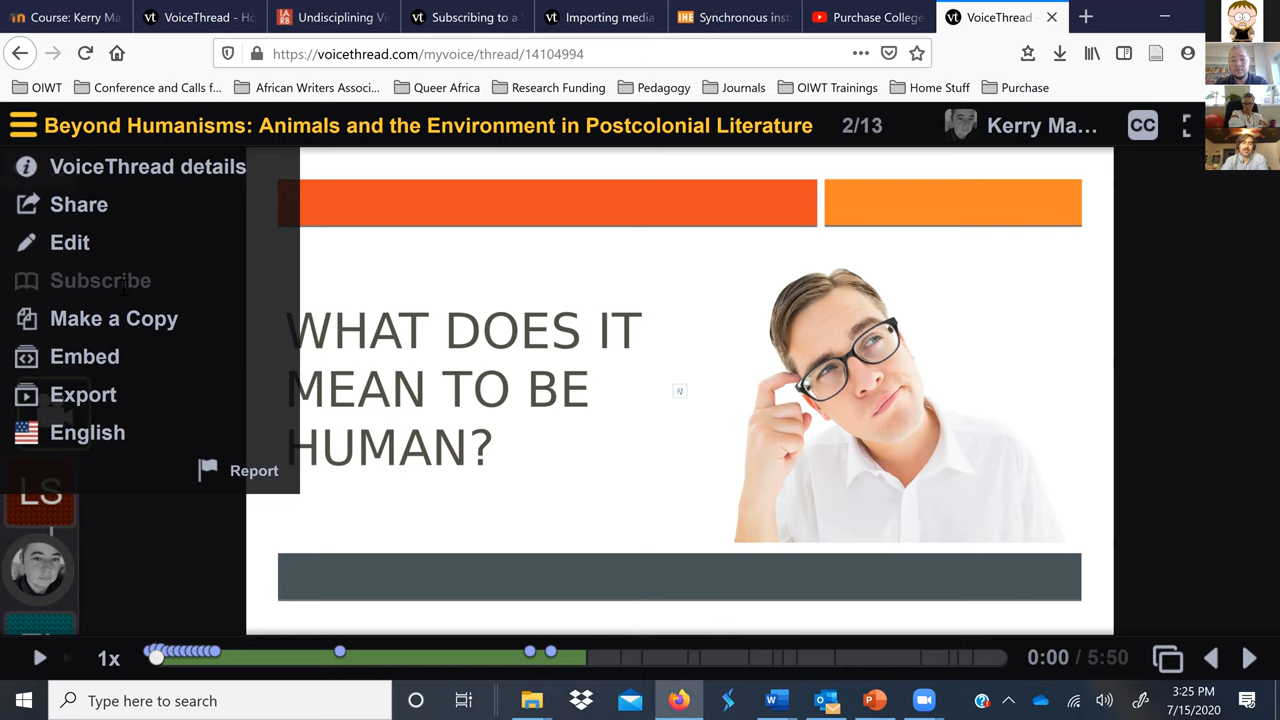 Course: Kerry Ma
VoiceThread - Ho
Undisciplining Vi
Subscribing to a
Importing media
Synchronous inst
Purchase College
VoiceThread
https://voicethread.com/myvoice/thread/14104994
OIWT
Conference and Calls f...
African Writers Associ...
Queer Africa
Research Funding
Pedagogy
Journals
OIWT Trainings
Home Stuff
Purchase
Beyond Humanisms: Animals and the Environment in Postcolonial Literature
2/13
Kerry Ma...
CC
VoiceThread details
Share
Edit
Subscribe
Make a Copy
Embed
Export
English
Report
LS
WHAT DOES IT
MEAN TO BE
HUMAN?
1x
0:00 / 5:50
Type here to search
3:25 PM
7/15/2020